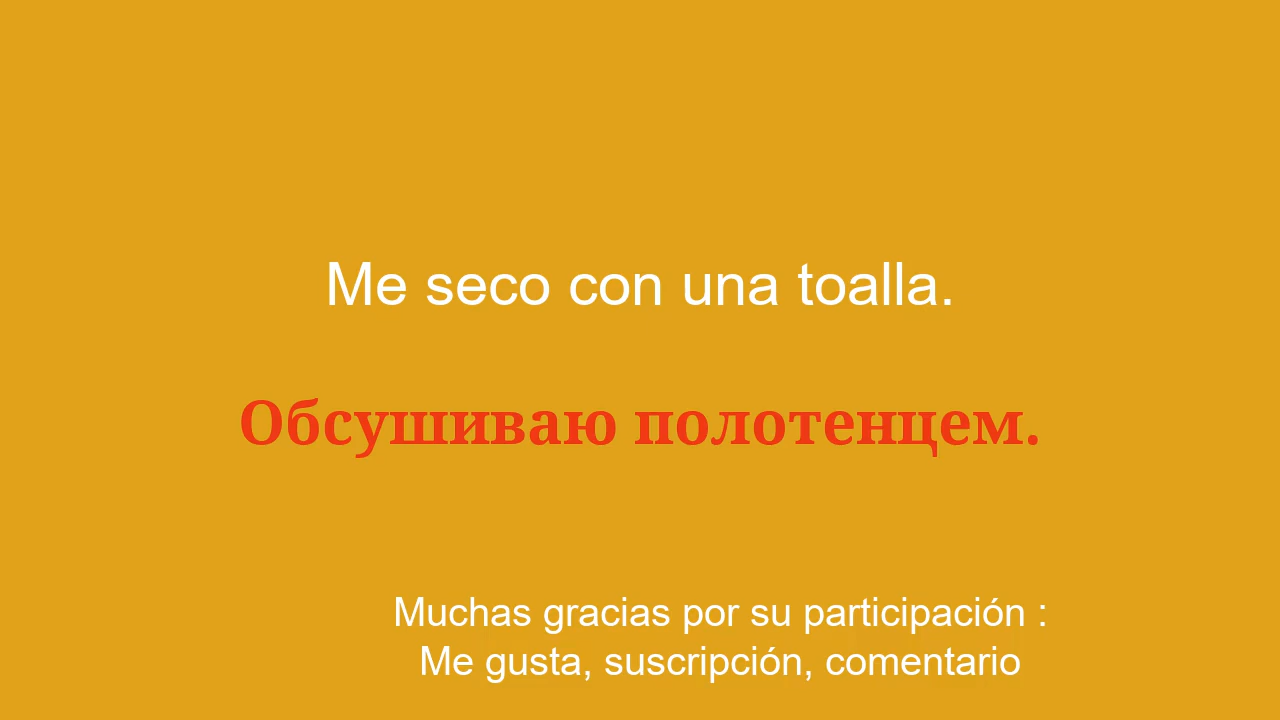 Me seco con una toalla.
Обсушиваю полотенцем.
Muchas gracias por su participación :
Me gusta, suscripción, comentario